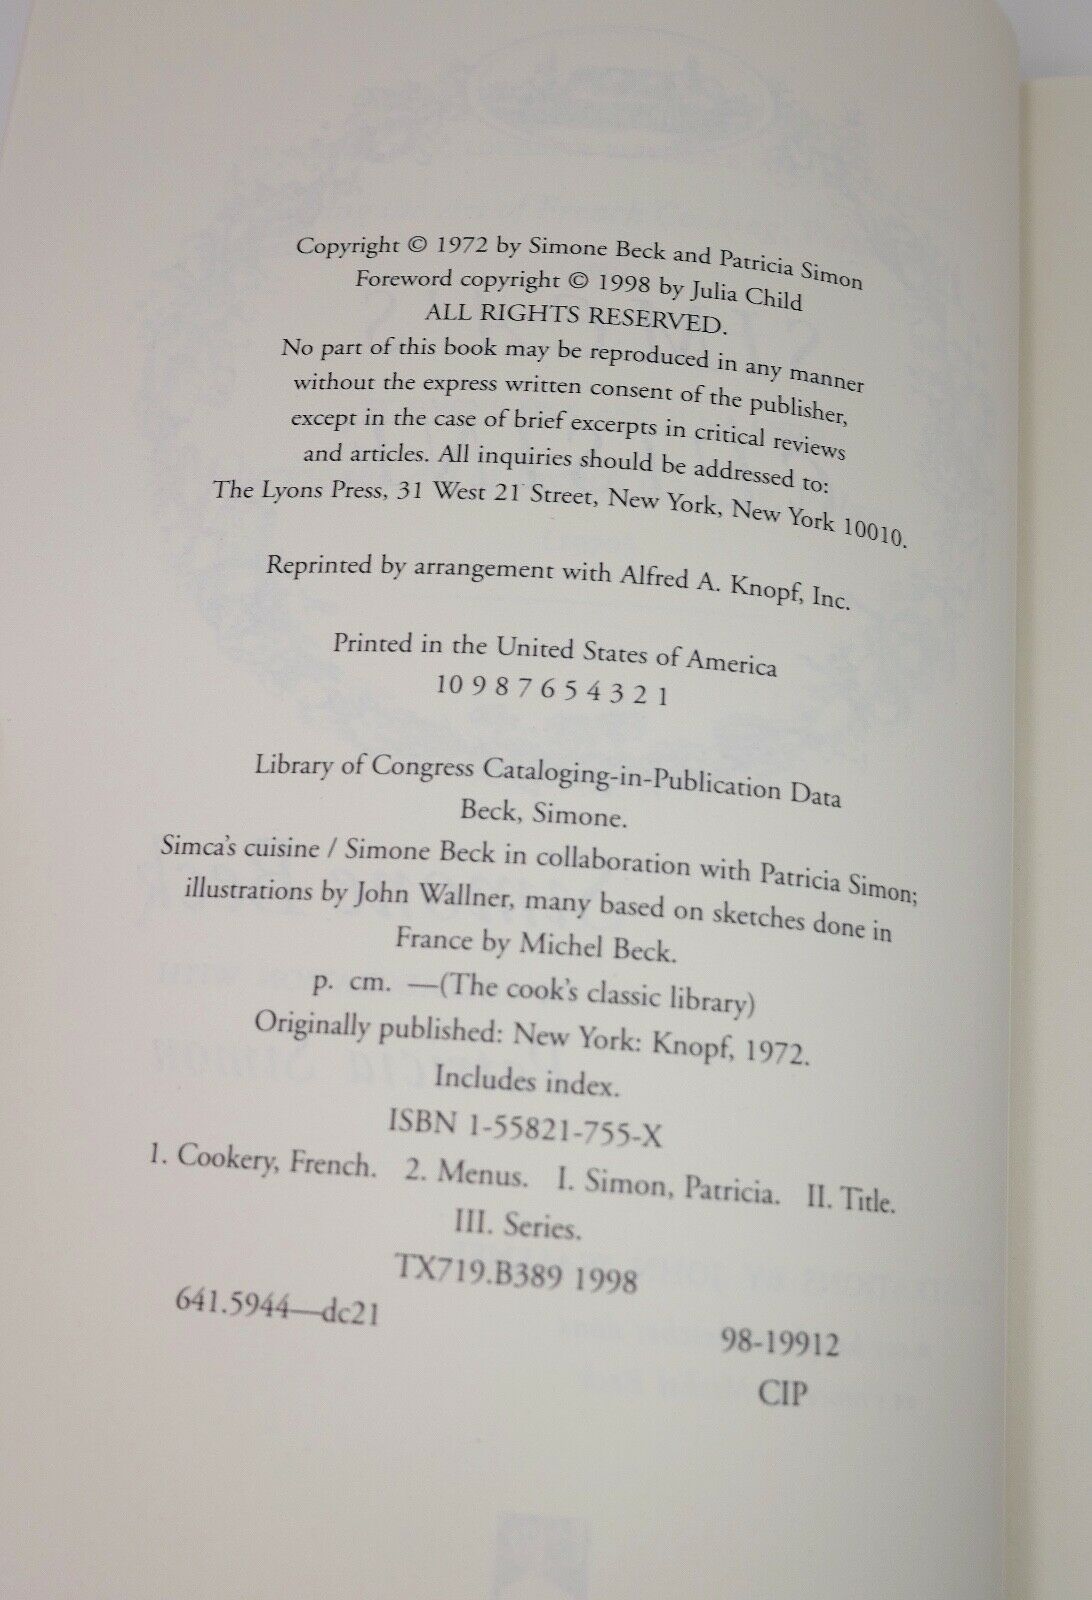 Copyright © 1972 by Simone Beck and Patricia Simon
Foreword copyright © 1998 by Julia Child
ALL RIGHTS RESERVED.
No part of this book may be reproduced in any manner
without the express written consent of the publisher,
except in the case of brief excerpts in critical reviews
and articles. All inquiries should be addressed to:
The Lyons Press, 31 West 21 Street, New York, New York 10010.
Reprinted by arrangement with Alfred A. Knopf, Inc.
Printed in the United States of America
10 9 8 7 6 5 4 3 2 1
Library of Congress Cataloging-in-Publication Data
Beck, Simone.
Simca's cuisine / Simone Beck in collaboration with Patricia Simon;
illustrations by John Wallner, many based on sketches done in
France by Michel Beck.
p. cm. —(The cook's classic library)
Originally published: New York: Knopf, 1972.
Includes index.
ISBN 1-55821-755-X
1. Cookery, French. 2. Menus. I. Simon, Patricia. II. Title.
III. Series.
TX719.B389 1998
641.5944—dc21
98-19912
CIP